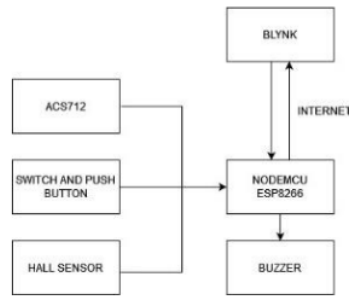 BLYNK
ACS712
INTERNET
SWITCH AND PUSH
BUTTON
NODEMCU
ESP8266
HALL SENSOR
BUZZER